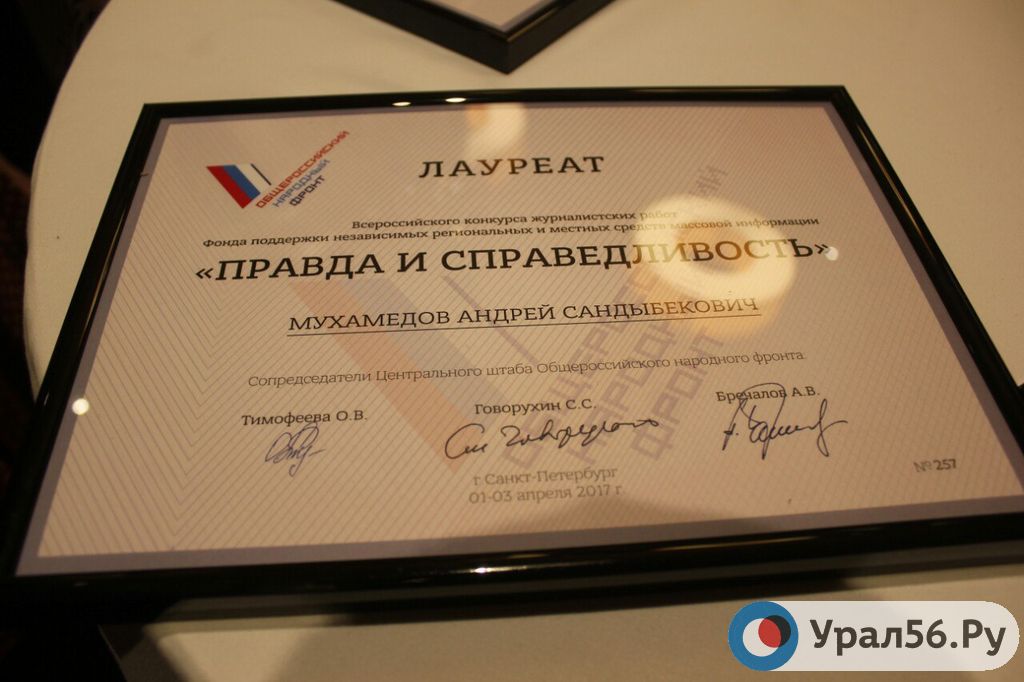 ОБЩЕРОССИЙСКИЙ
НАРОДНЫЙ
ФРОНТ
ЛАУРЕАТ
Всероссийского конкурса журналистских работ
Фонда поддержки независимых региональных и местных средств массовой информации
«ПРАВДА И СПРАВЕДЛИВОСТЬ»
МУХАМЕДОВ АНДРЕЙ САНДЫБЕКОВИЧ
Сопредседатели Центрального штаба Общероссийского народного фронта
Тимофеева О.В.
Говорухин С.С.
Бречалов А.В.
г.Санкт-Петербург
01-03 апреля 2017 г
№ 257
Урал56.Ру